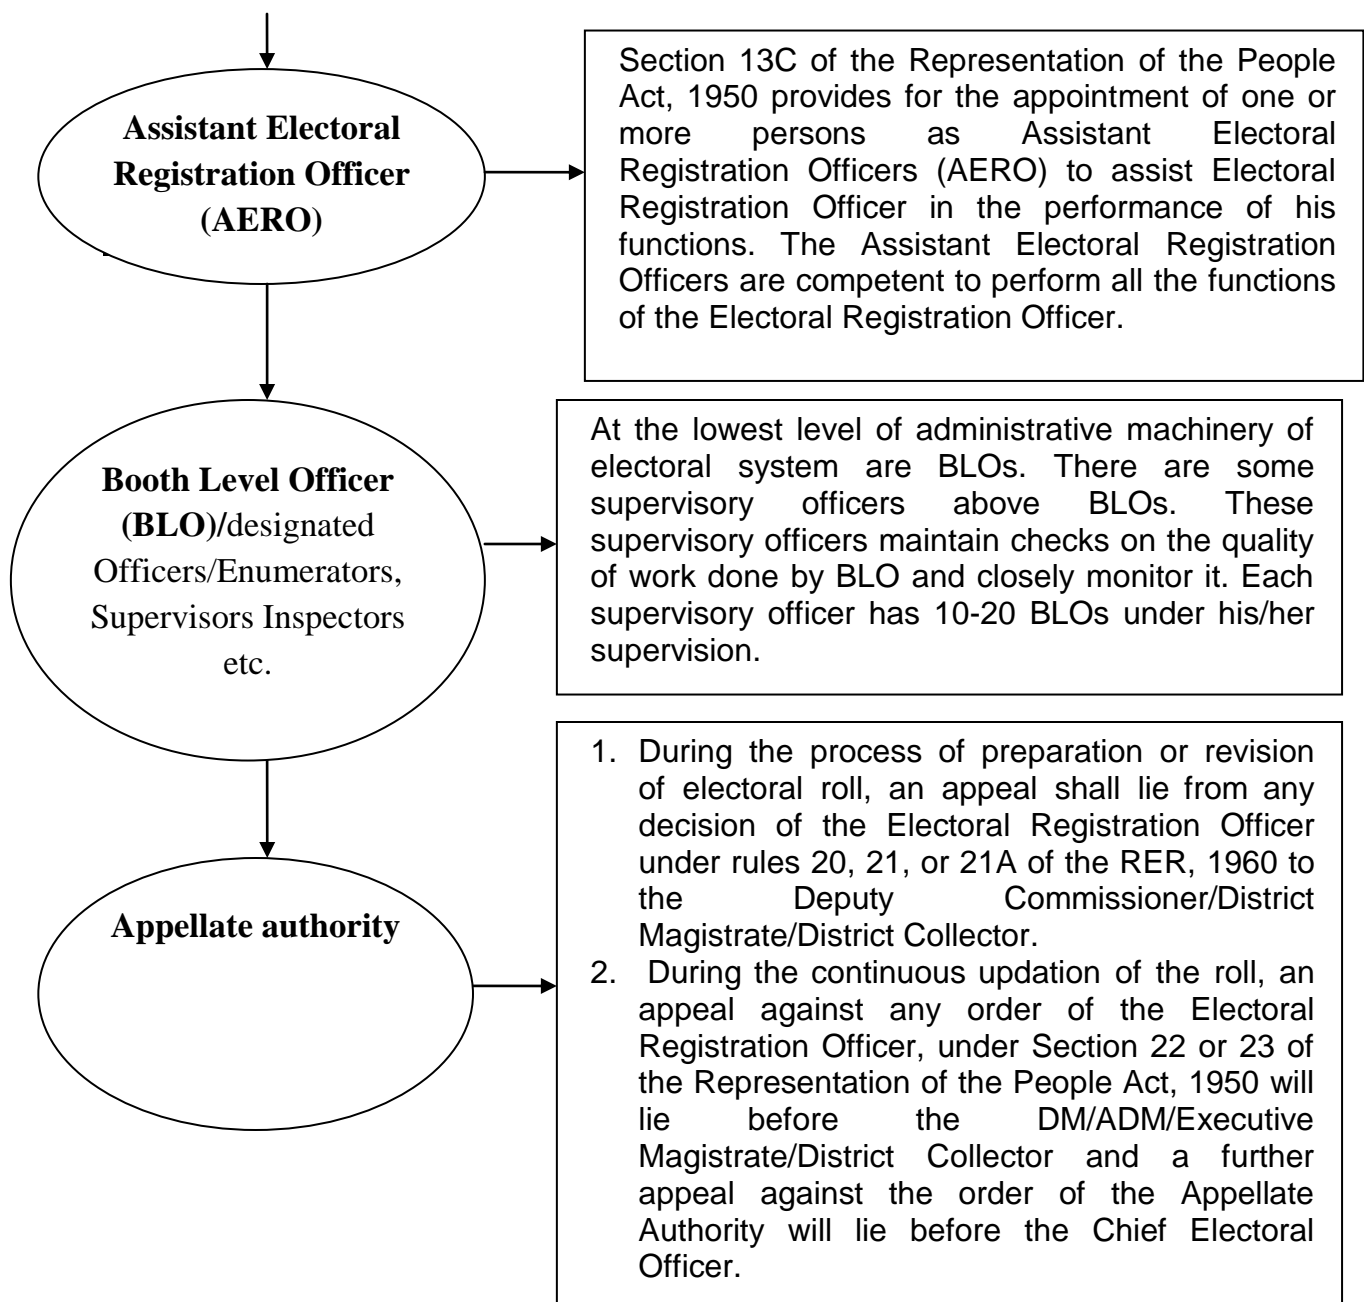 Assistant Electoral
Registration Officer
(AERO)
Section 13C of the Representation of the People
Act, 1950 provides for the appointment of one or
more persons as Assistant Electoral
Registration Officers (AERO) to assist Electoral
Registration Officer in the performance of his
functions. The Assistant Electoral Registration
Officers are competent to perform all the functions
of the Electoral Registration Officer.
Booth Level Officer
(BLO)/designated
Officers/Enumerators,
Supervisors Inspectors
etc.
At the lowest level of administrative machinery of
electoral system are BLOs. There are some
supervisory officers above BLOs. These
supervisory officers maintain checks on the quality
of work done by BLO and closely monitor it. Each
supervisory officer has 10-20 BLOs under his/her
supervision.
Appellate authority
1. During the process of preparation or revision
of electoral roll, an appeal shall lie from any
decision of the Electoral Registration Officer
under rules 20, 21, or 21A of the RER, 1960 to
the Deputy Commissioner/District
Magistrate/District Collector.
2. During the continuous updation of the roll, an
appeal against any order of the Electoral
Registration Officer, under Section 22 or 23 of
the Representation of the People Act, 1950 will
lie before the DM/ADM/Executive
Magistrate/District Collector and a further
appeal against the order of the Appellate
Authority will lie before the Chief Electoral
Officer.